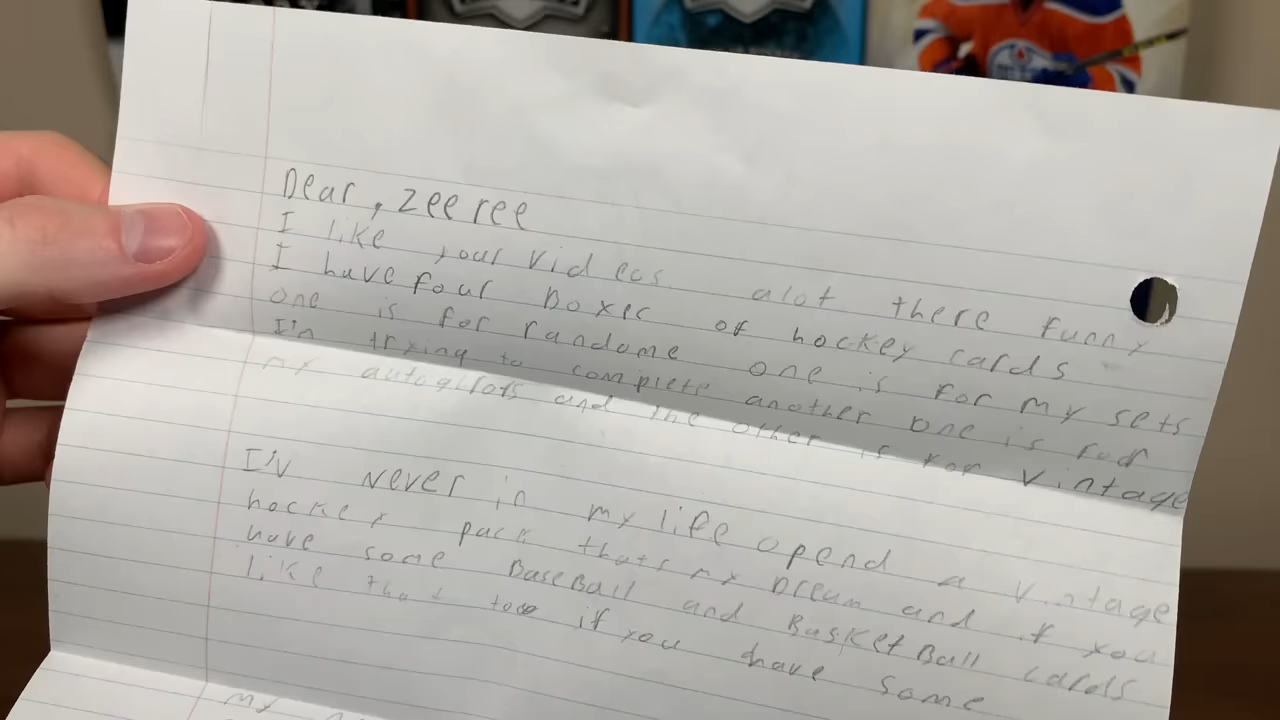 Dear, Zeeree
I like your videos alot there funny
I have four boxes of hockey cards
one is for randome one is for my sets
I'm trying to complete another one is for
my autogrots and the other is for vintage
I'v never in my life opend a vintage
hockey pack thats my Dream and if you
have some BaseBall and BasketBall cards
like that too if you have some
my